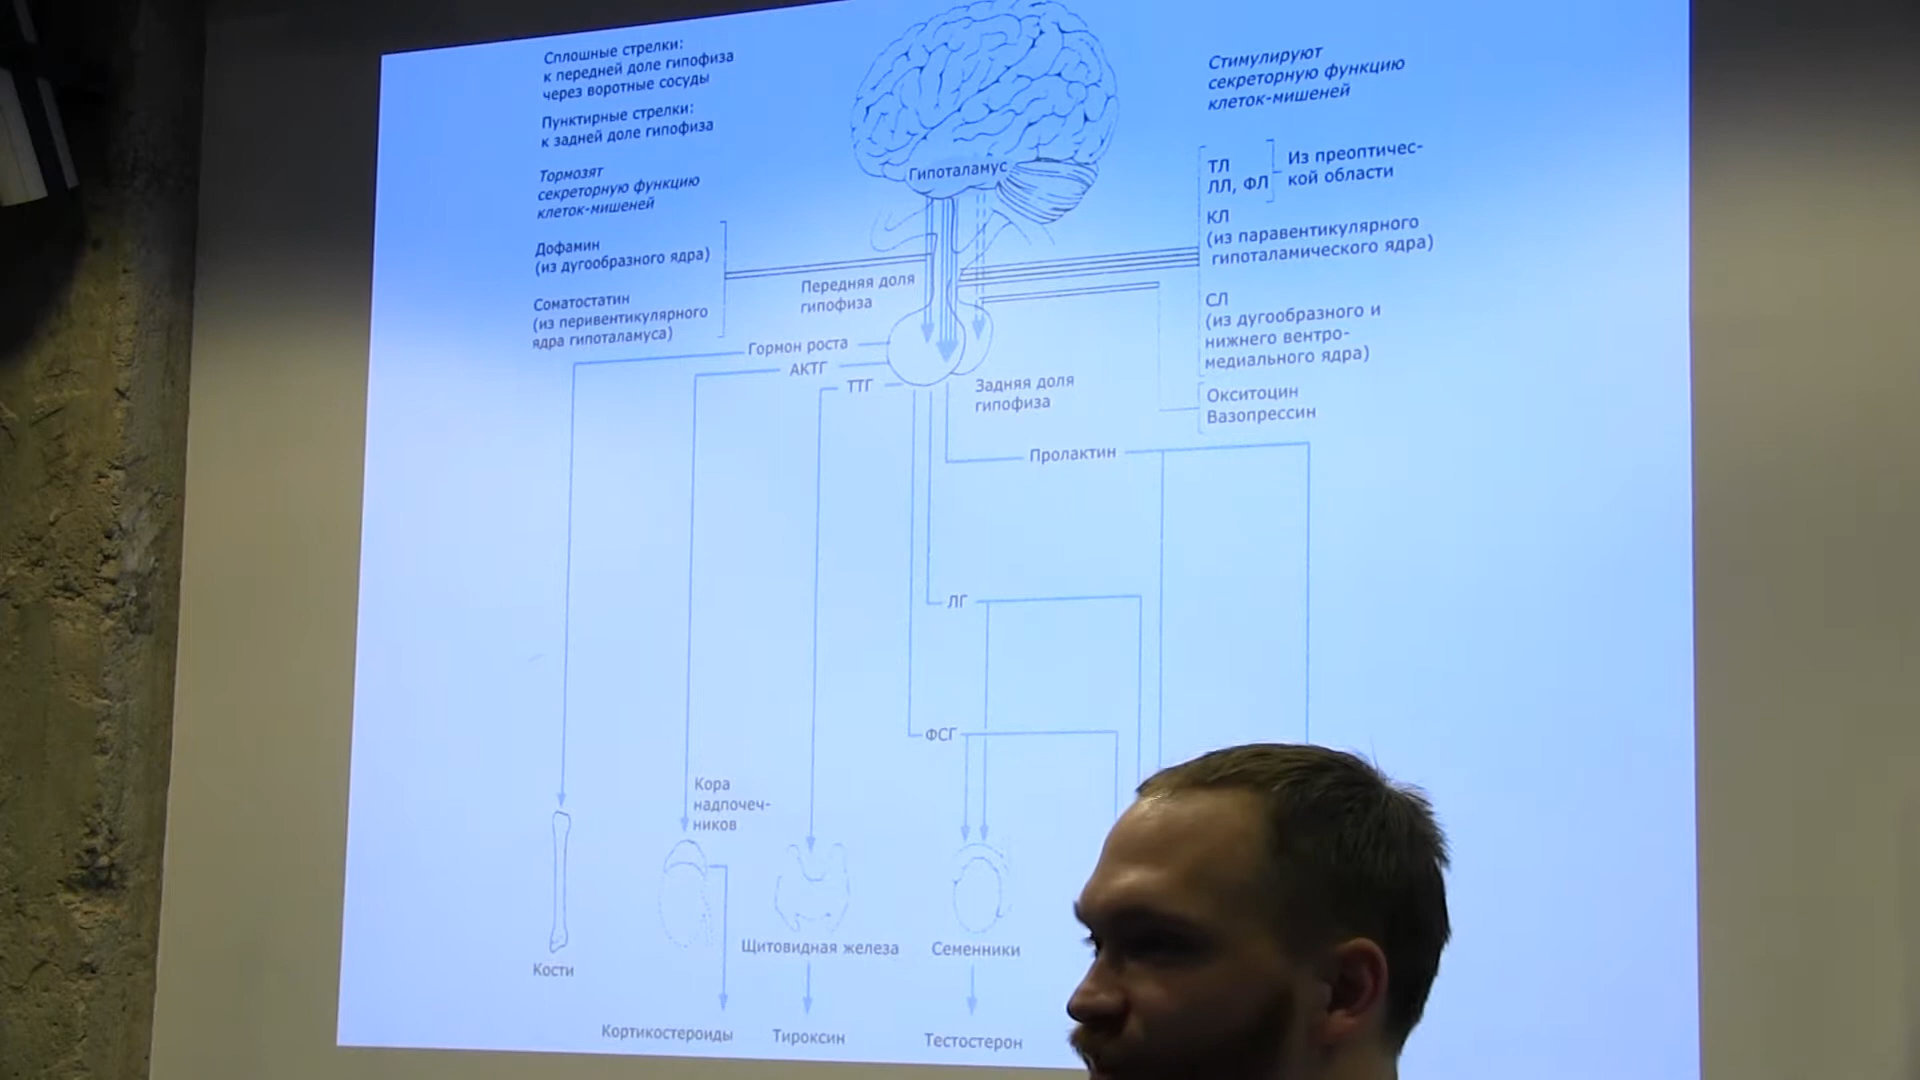 Сплошные стрелки:
к передней доле гипофиза
через воротные сосуды
Пунктирные стрелки:
к задней доле гипофиза
Тормозят
секреторную функцию
клеток-мишеней
Дофамин
(из дугообразного ядра)
Соматостатин
(из перивентикулярного
ядра гипоталамуса)
Гипоталамус
Стимулируют
секреторную функцию
клеток-мишеней
ТЛ
ЛЛ, ФЛ
Из преоптичес-
кой области
КЛ
(из паравентикулярного
гипоталамического ядра)
СЛ
(из дугообразного и
нижнего вентро-
медиального ядра)
Окситоцин
Вазопрессин
Передняя доля
гипофиза
Гормон роста
АКТГ
ТТГ
Задняя доля
гипофиза
Пролактин
ЛГ
ФСГ
Кора
надпочеч-
ников
Кости
Щитовидная железа
Семенники
Кортикостероиды
Тироксин
Тестостерон